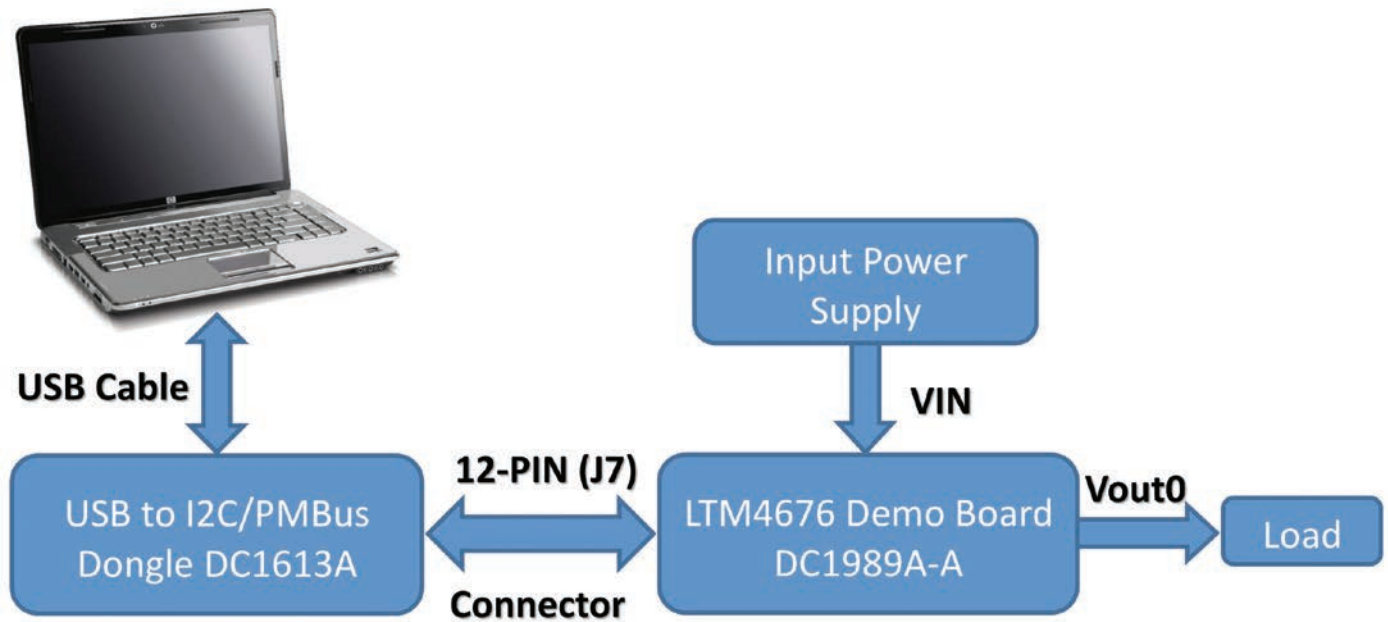 Input Power
Supply
USB Cable
VIN
12-PIN (J7)
Vout0
USB to I2C/PMBus
Dongle DC1613A
LTM4676 Demo Board
DC1989A-A
Load
Connector